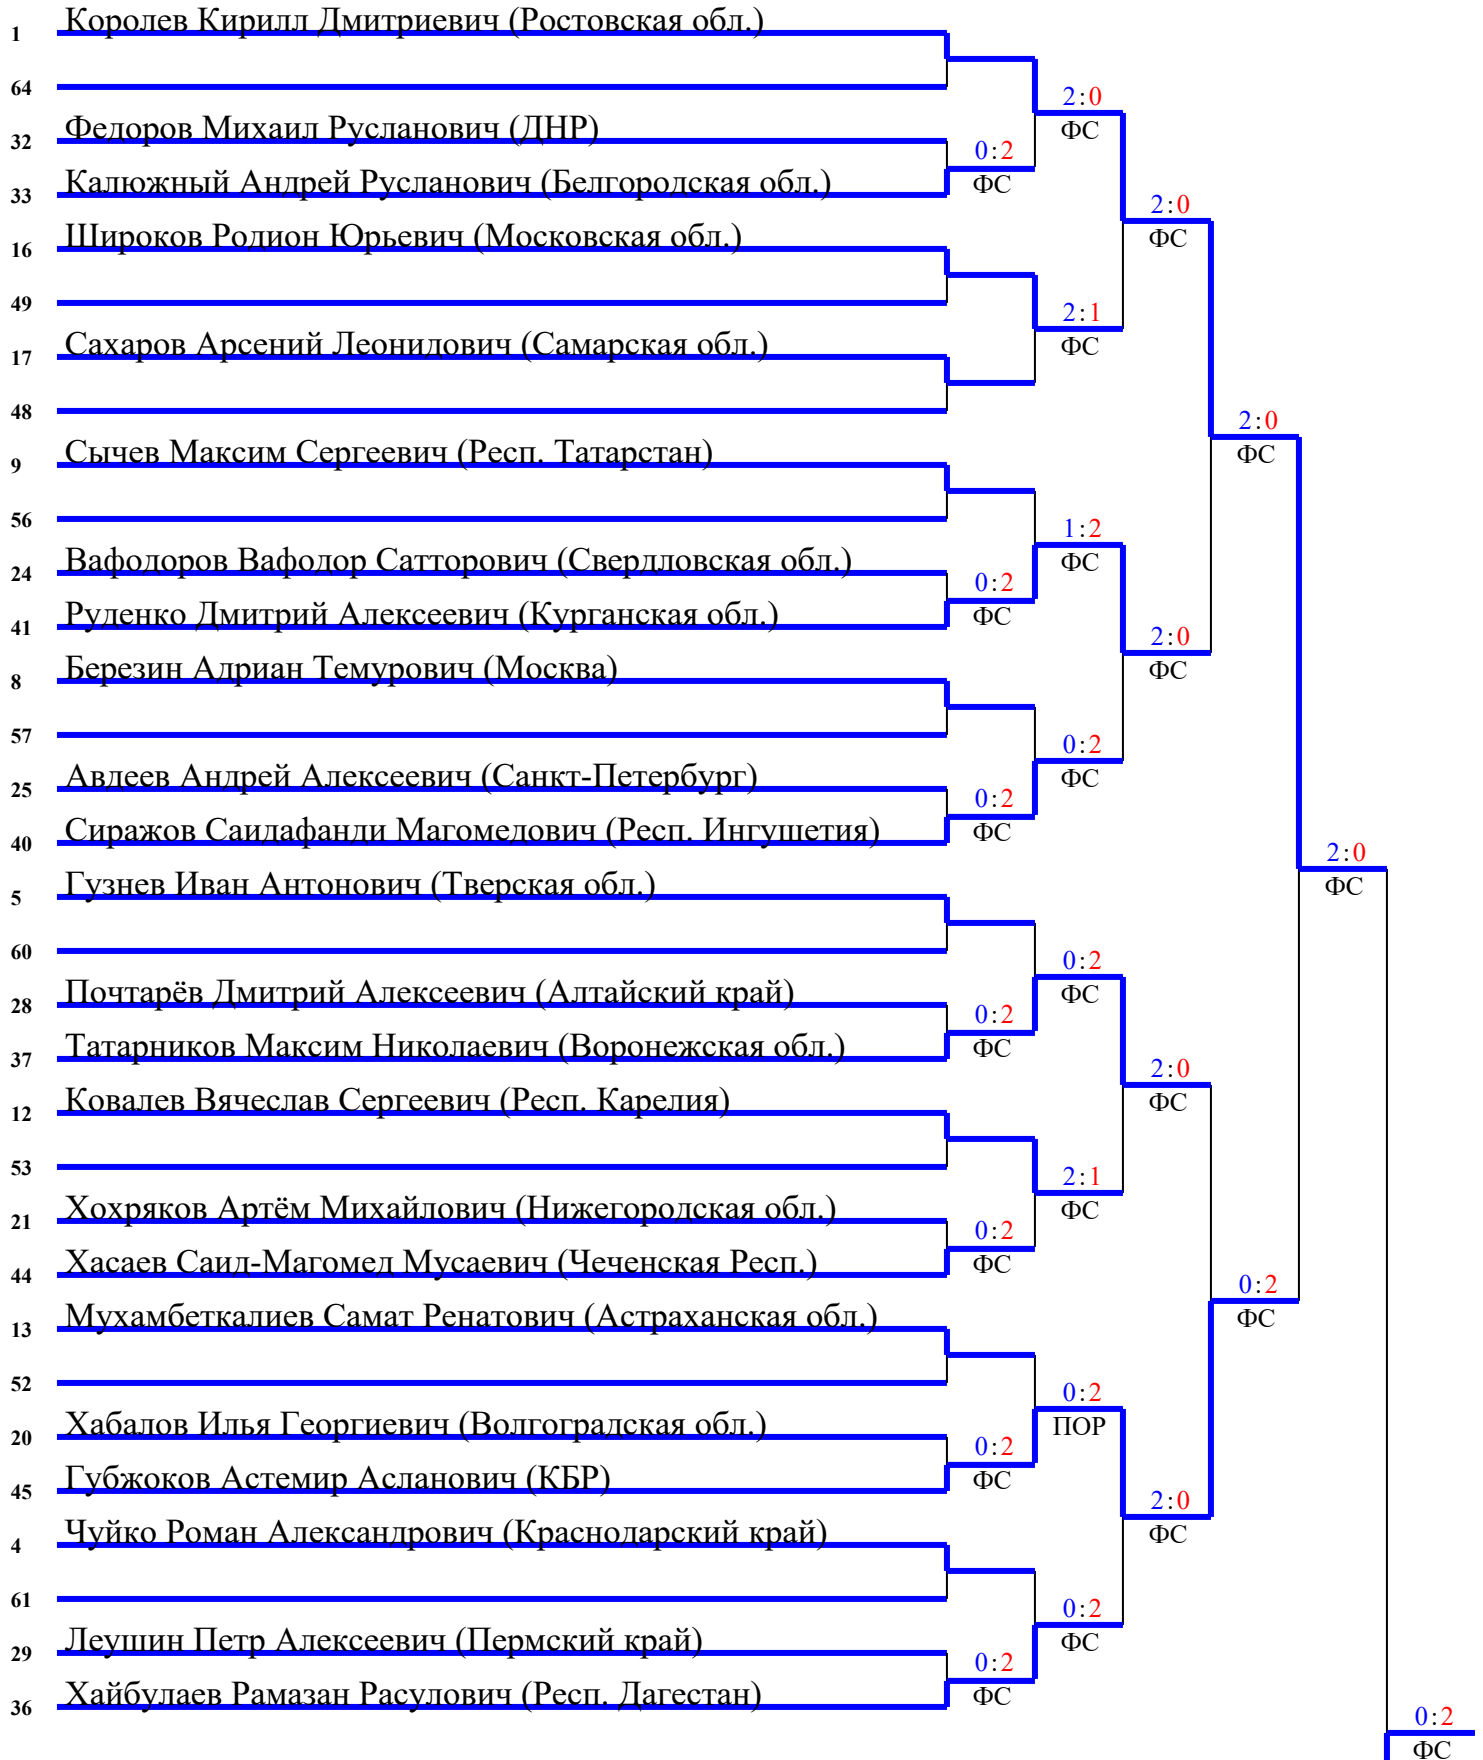 Королев Кирилл Дмитриевич (Ростовская обл.)
1
64
2:0
ФС
Федоров Михаил Русланович (ДНР)
32
0:2
ФС
Калюжный Андрей Русланович (Белгородская обл.)
33
2:0
ФС
Широков Родион Юрьевич (Московская обл.)
16
49
2:1
ФС
Сахаров Арсений Леонидович (Самарская обл.)
17
48
2:0
ФС
Сычев Максим Сергеевич (Респ. Татарстан)
9
56
1:2
ФС
Вафодоров Вафодор Сатторович (Свердловская обл.)
24
0:2
ФС
Руденко Дмитрий Алексеевич (Курганская обл.)
41
2:0
ФС
Березин Адриан Темурович (Москва)
8
57
0:2
ФС
Авдеев Андрей Алексеевич (Санкт-Петербург)
25
0:2
ФС
Сиражов Саидафанди Магомедович (Респ. Ингушетия)
40
2:0
ФС
Гузнев Иван Антонович (Тверская обл.)
5
60
0:2
ФС
Почтарёв Дмитрий Алексеевич (Алтайский край)
28
0:2
ФС
Татарников Максим Николаевич (Воронежская обл.)
37
2:0
ФС
Ковалев Вячеслав Сергеевич (Респ. Карелия)
12
53
2:1
ФС
Хохряков Артём Михайлович (Нижегородская обл.)
21
0:2
ФС
Хасаев Саид-Магомед Мусаевич (Чеченская Респ.)
44
0:2
ФС
Мухамбеткалиев Самат Ренатович (Астраханская обл.)
13
52
0:2
ПОР
Хабалов Илья Георгиевич (Волгоградская обл.)
20
0:2
ФС
Губжоков Астемир Асланович (КБР)
45
2:0
ФС
Чуйко Роман Александрович (Краснодарский край)
4
61
0:2
ФС
Леушин Петр Алексеевич (Пермский край)
29
0:2
ФС
Хайбулаев Рамазан Расулович (Респ. Дагестан)
36
0:2
ФС